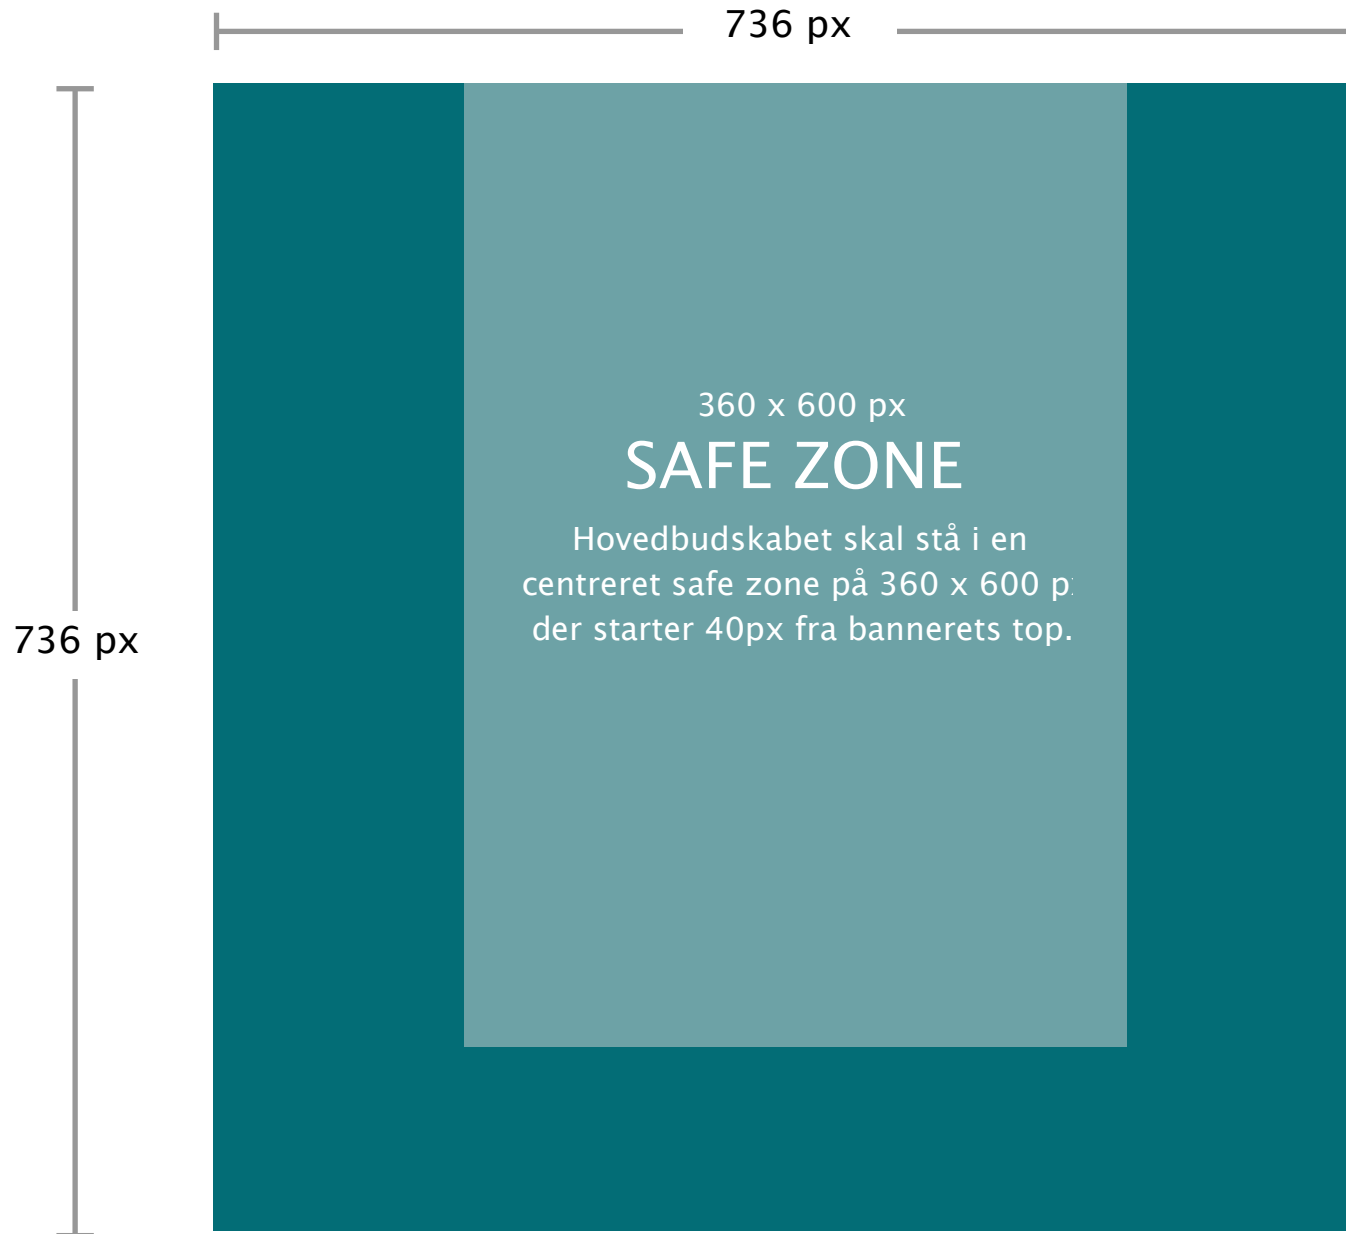 736 px
360 x 600 px
SAFE ZONE
Hovedbudskabet skal stå i en
centreret safe zone på 360 x 600 p
der starter 40px fra bannerets top.
736 px